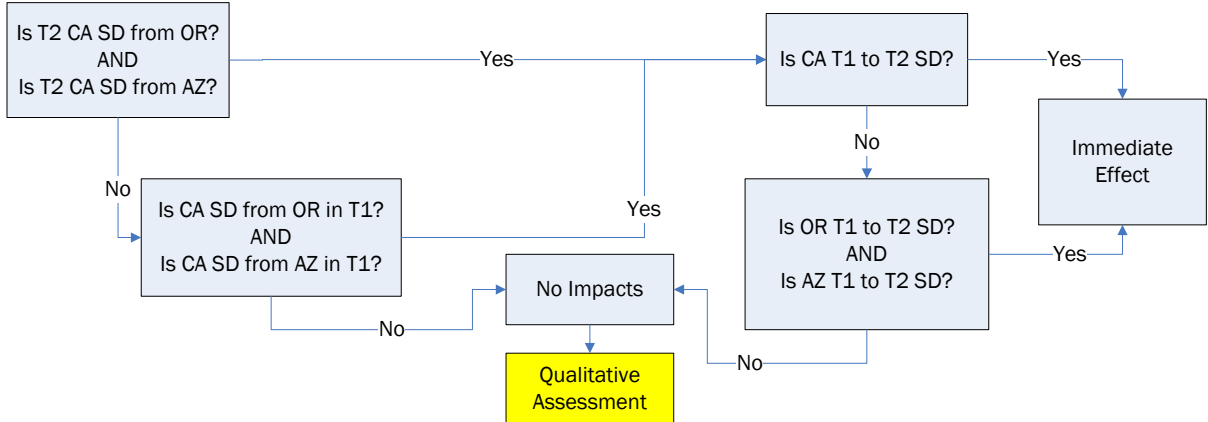 Is T2 CA SD from OR?
AND
Is T2 CA SD from AZ?
Yes
Is CA T1 to T2 SD?
Yes
No
No
Immediate
Effect
Is CA SD from OR in T1?
AND
Is CA SD from AZ in T1?
Yes
Is OR T1 to T2 SD?
AND
Is AZ T1 to T2 SD?
Yes
No Impacts
No
No
Qualitative
Assessment